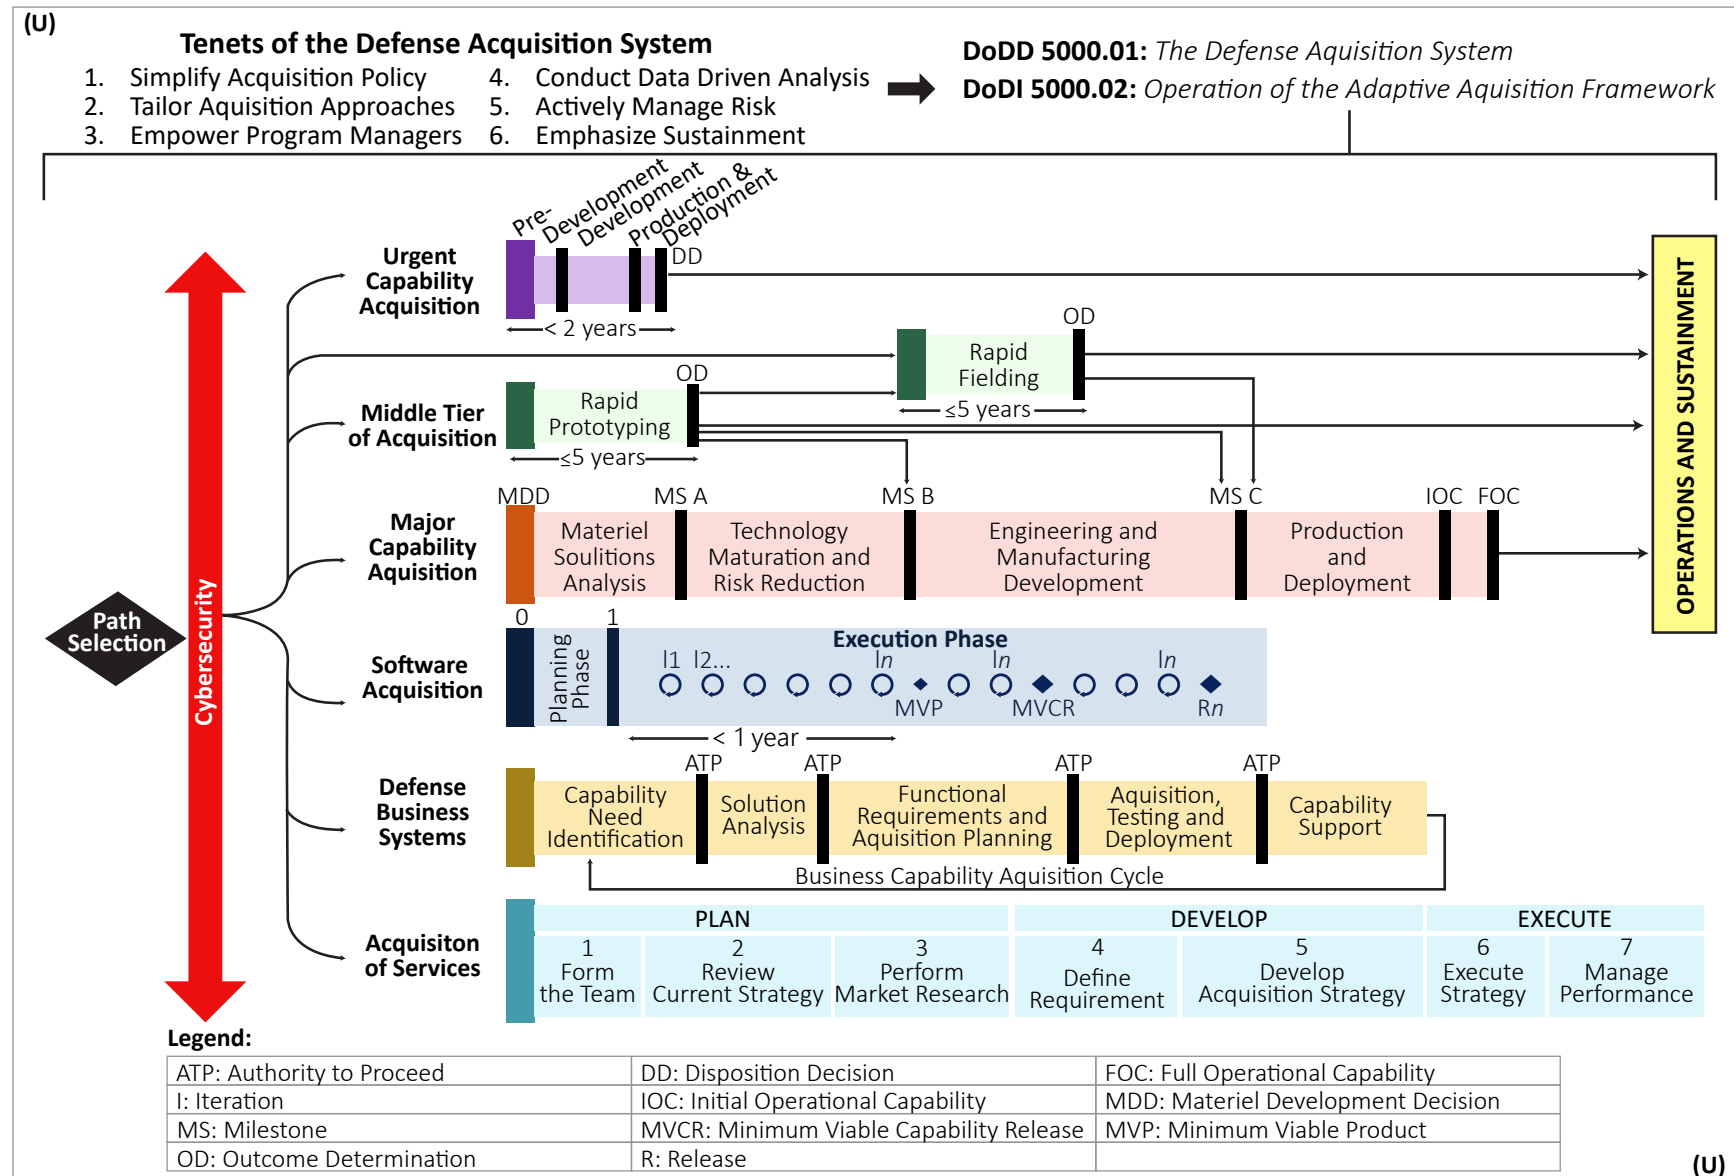 (U)
Tenets of the Defense Acquisition System
1. Simplify Acquisition Policy
2. Tailor Aquisition Approaches
3. Empower Program Managers
4. Conduct Data Driven Analysis
5. Actively Manage Risk
6. Emphasize Sustainment
DoDD 5000.01: The Defense Aquisition System
DoDI 5000.02: Operation of the Adaptive Aquisition Framework
Path
Selection
Cybersecurity
Urgent
Capability
Acquisition
Pre-
Development
Development
Production &
Deployment
DD
< 2 years
Middle Tier
of Acquisition
Rapid
Prototyping
OD
≤5 years
Rapid
Fielding
OD
≤5 years
Major
Capability
Aquisition
MDD
Materiel
Soulitions
Analysis
MS A
Technology
Maturation and
Risk Reduction
MS B
Engineering and
Manufacturing
Development
MS C
Production
and
Deployment
IOC
FOC
OPERATIONS AND SUSTAINMENT
Software
Acquisition
0
Planning
Phase
1
Execution Phase
I1
I2...
In
In
In
MVP
MVCR
Rn
< 1 year
Defense
Business
Systems
Capability
Need
Identification
ATP
Solution
Analysis
ATP
Functional
Requirements and
Aquisition Planning
ATP
Aquisition,
Testing and
Deployment
ATP
Capability
Support
Business Capability Aquisition Cycle
Acquisiton
of Services
PLAN
DEVELOP
EXECUTE
1
Form
the Team
2
Review
Current Strategy
3
Perform
Market Research
4
Define
Requirement
5
Develop
Acquisition Strategy
6
Execute
Strategy
7
Manage
Performance
Legend:
ATP: Authority to Proceed
DD: Disposition Decision
FOC: Full Operational Capability
I: Iteration
IOC: Initial Operational Capability
MDD: Materiel Development Decision
MS: Milestone
MVCR: Minimum Viable Capability Release
MVP: Minimum Viable Product
OD: Outcome Determination
R: Release
(U)